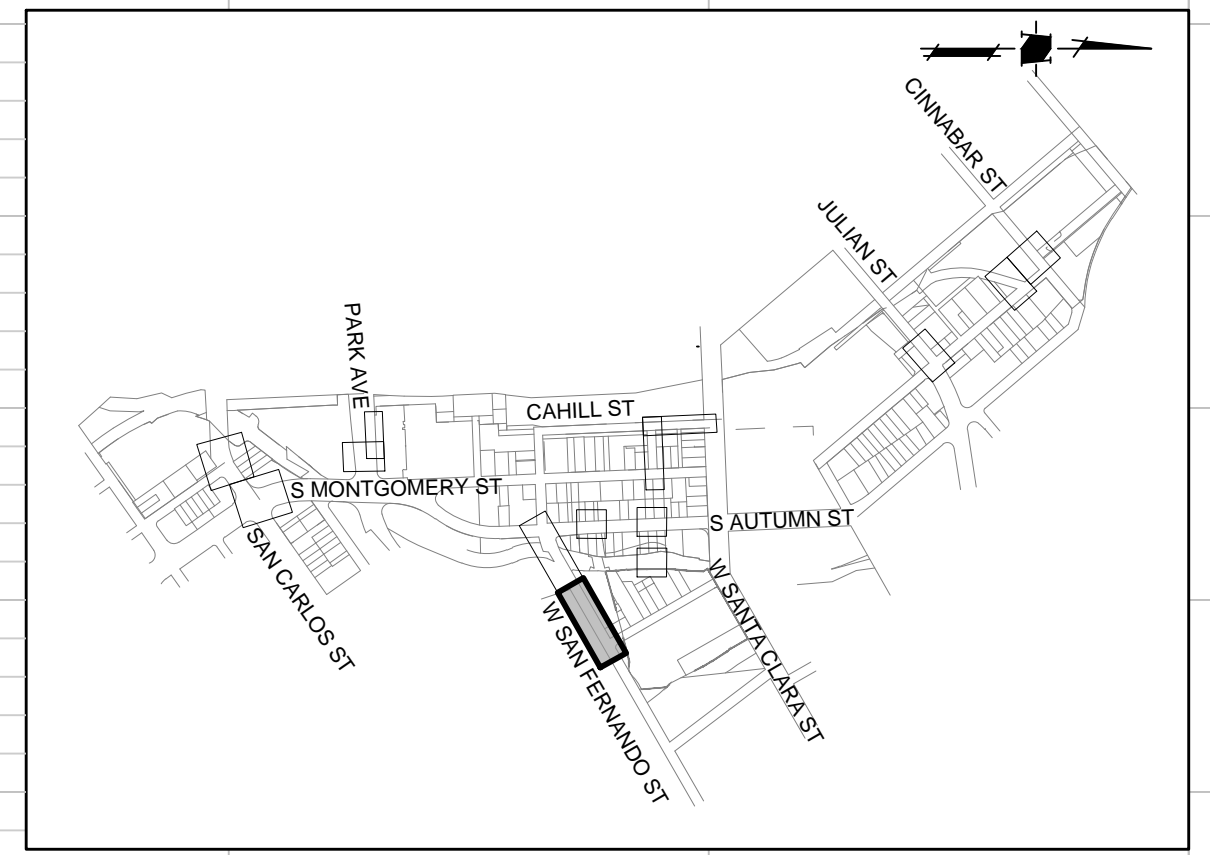 CINNABAR ST
JULIAN ST
PARK AVE
CAHILL ST
S MONTGOMERY ST
S AUTUMN ST
SAN CARLOS ST
W SAN FERNANDO ST
W SANTA CLARA ST